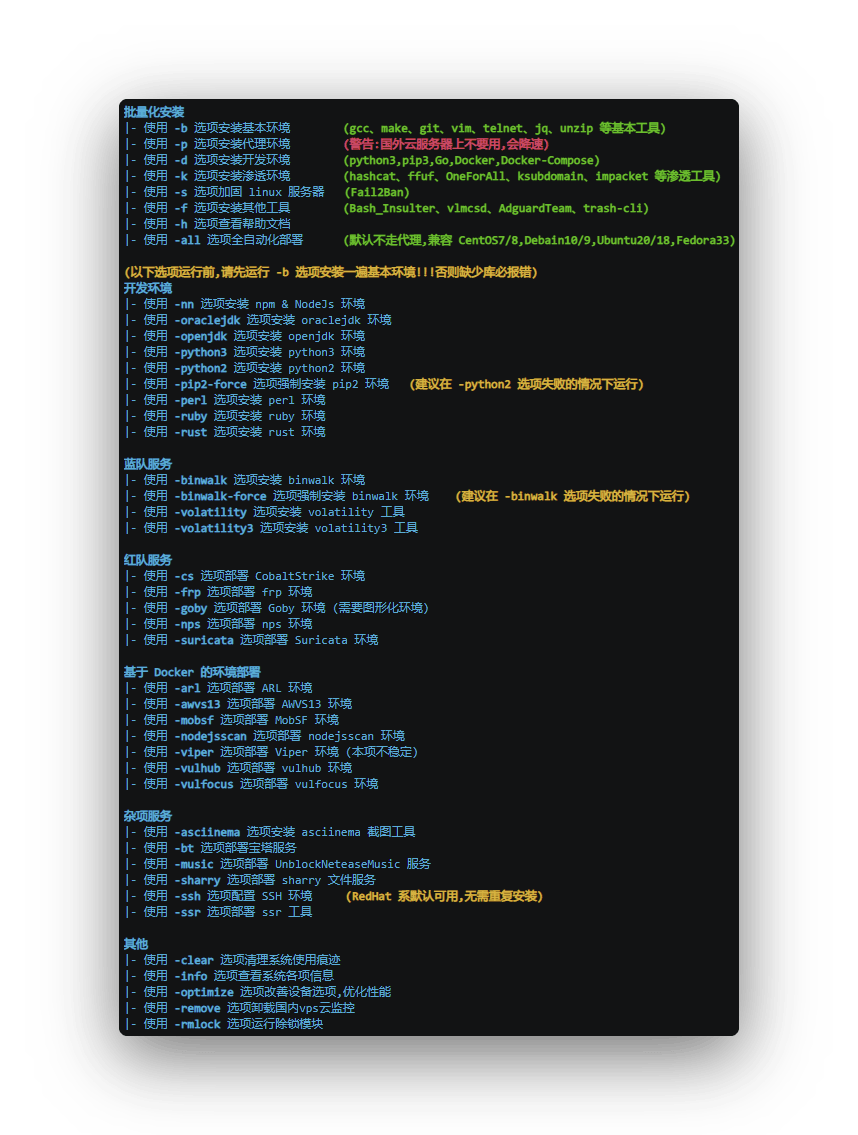 批量化安装
|- 使用 -b 选项安装基本环境 (gcc、make、git、vim、telnet、jq、unzip 等基本工具)
|- 使用 -p 选项安装代理环境 (警告:国外云服务器上不要用,会降速)
|- 使用 -d 选项安装开发环境 (python3,pip3,Go,Docker,Docker-Compose)
|- 使用 -k 选项安装渗透环境 (hashcat、ffuf、OneForAll、ksubdomain、impacket 等渗透工具)
|- 使用 -s 选项加固 linux 服务器 (Fail2Ban)
|- 使用 -f 选项安装其他工具 (Bash_Insulter、vlmcsd、AdguardTeam、trash-cli)
|- 使用 -h 选项查看帮助文档
|- 使用 -all 选项全自动化部署 (默认不走代理,兼容 CentOS7/8,Debain10/9,Ubuntu20/18,Fedora33)
(以下选项运行前,请先运行 -b 选项安装一遍基本环境!!!否则缺少库必报错)
开发环境
|- 使用 -nn 选项安装 npm & NodeJs 环境
|- 使用 -oraclejdk 选项安装 oraclejdk 环境
|- 使用 -openjdk 选项安装 openjdk 环境
|- 使用 -python3 选项安装 python3 环境
|- 使用 -python2 选项安装 python2 环境
|- 使用 -pip2-force 选项强制安装 pip2 环境 (建议在 -python2 选项失败的情况下运行)
|- 使用 -perl 选项安装 perl 环境
|- 使用 -ruby 选项安装 ruby 环境
|- 使用 -rust 选项安装 rust 环境
蓝队服务
|- 使用 -binwalk 选项安装 binwalk 环境
|- 使用 -binwalk-force 选项强制安装 binwalk 环境 (建议在 -binwalk 选项失败的情况下运行)
|- 使用 -volatility 选项安装 volatility 工具
|- 使用 -volatility3 选项安装 volatility3 工具
红队服务
|- 使用 -cs 选项部署 CobaltStrike 环境
|- 使用 -frp 选项部署 frp 环境
|- 使用 -goby 选项部署 Goby 环境 (需要图形化环境)
|- 使用 -nps 选项部署 nps 环境
|- 使用 -suricata 选项部署 Suricata 环境
基于 Docker 的环境部署
|- 使用 -arl 选项部署 ARL 环境
|- 使用 -awvs13 选项部署 AWVS13 环境
|- 使用 -mobsf 选项部署 MobSF 环境
|- 使用 -nodejsscan 选项部署 nodejsscan 环境
|- 使用 -viper 选项部署 Viper 环境 (本项不稳定)
|- 使用 -vulhub 选项部署 vulhub 环境
|- 使用 -vulfocus 选项部署 vulfocus 环境
杂项服务
|- 使用 -asciinema 选项安装 asciinema 截图工具
|- 使用 -bt 选项部署宝塔服务
|- 使用 -music 选项部署 UnblockNeteaseMusic 服务
|- 使用 -sharry 选项部署 sharry 文件服务
|- 使用 -ssh 选项配置 SSH 环境 (RedHat 系默认可用,无需重复安装)
|- 使用 -ssr 选项部署 ssr 工具
其他
|- 使用 -clear 选项清理系统使用痕迹
|- 使用 -info 选项查看系统各项信息
|- 使用 -optimize 选项改善设备选项,优化性能
|- 使用 -remove 选项卸载国内vps云监控
|- 使用 -rmlock 选项运行除锁模块